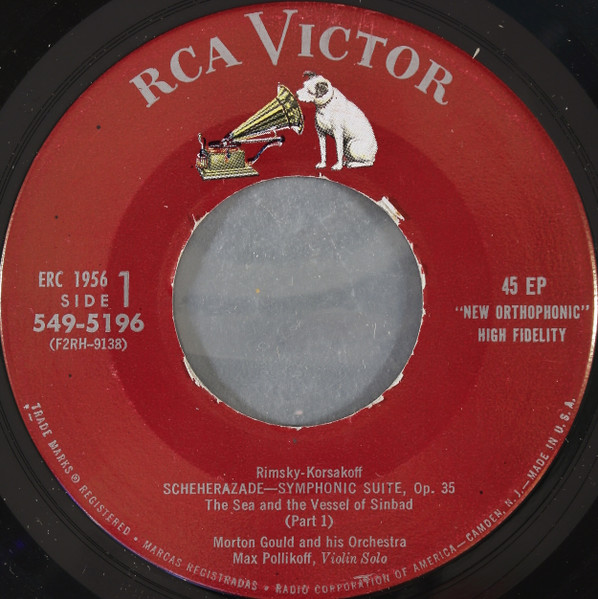 RCA VICTOR
ERC 1956
SIDE 1
549-5196
(F2RH-9138)
45 EP
"NEW ORTHOPHONIC"
HIGH FIDELITY
Rimsky-Korsakoff
SCHEHERAZADE—SYMPHONIC SUITE, Op. 35
The Sea and the Vessel of Sinbad
(Part 1)
Morton Gould and his Orchestra
Max Pollikoff, Violin Solo
TRADE MARKS ® REGISTERED • MARCAS REGISTRADAS • RADIO CORPORATION OF AMERICA—CAMDEN, N.J.—MADE IN U.S.A.